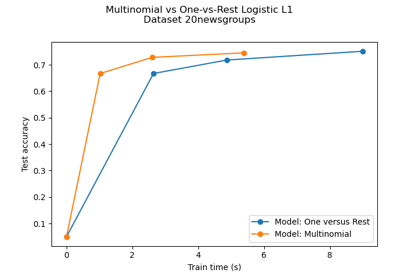 Multinomial vs One-vs-Rest Logistic L1
Dataset 20newsgroups
0.7
0.6
0.5
0.4
0.3
0.2
0.1
Test accuracy
Model: One versus Rest
Model: Multinomial
0 2 4 6 8
Train time (s)